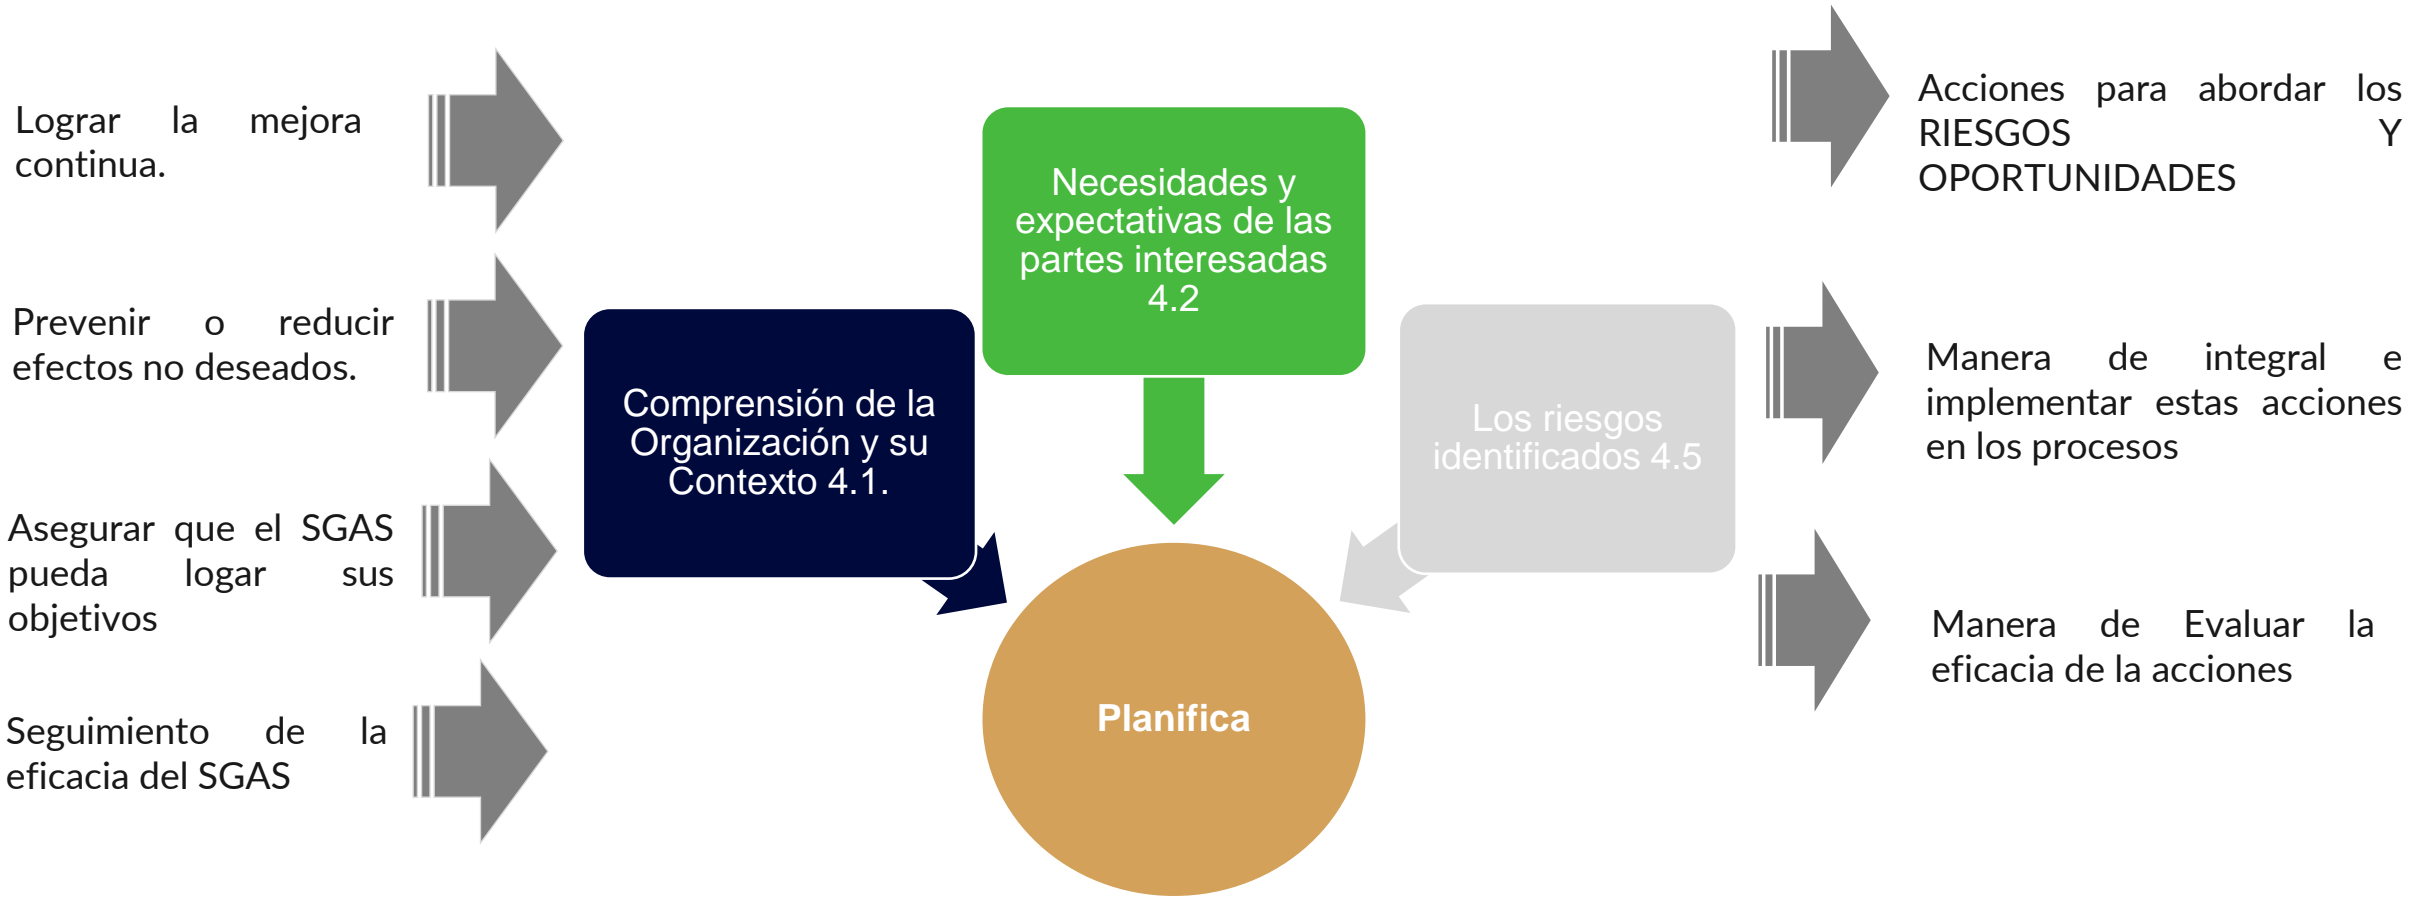 Lograr la mejora
continua.
Prevenir o reducir
efectos no deseados.
Asegurar que el SGAS
pueda logar sus
objetivos
Seguimiento de la
eficacia del SGAS
Comprensión de la
Organización y su
Contexto 4.1.
Necesidades y
expectativas de las
partes interesadas
4.2
Los riesgos
identificados 4.5
Planifica
Acciones para abordar los
RIESGOS Y
OPORTUNIDADES
Manera de integral e
implementar estas acciones
en los procesos
Manera de Evaluar la
eficacia de la acciones